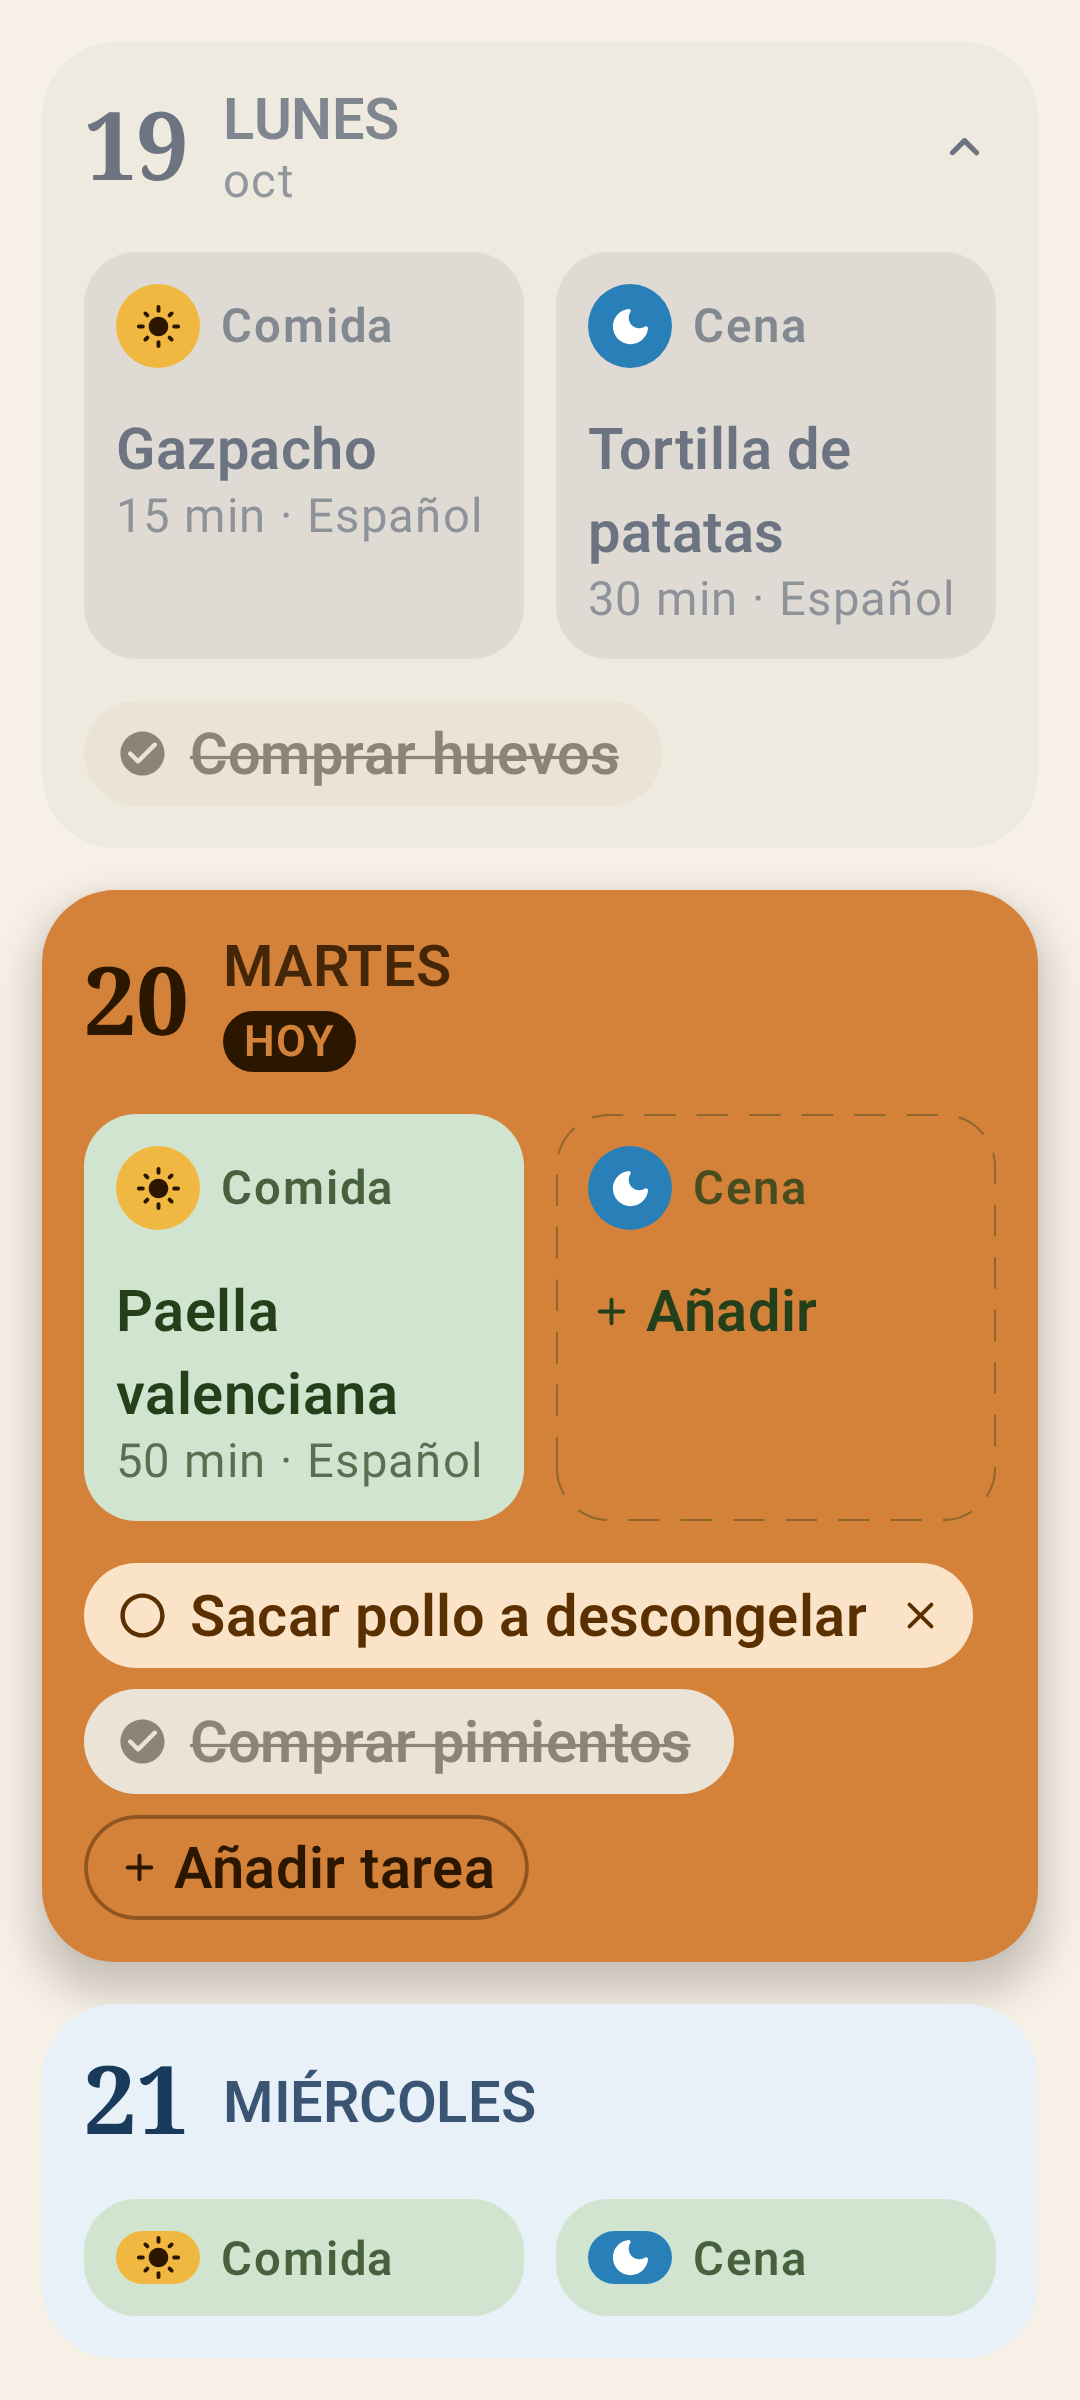 19 LUNES
oct
Comida
Gazpacho
15 min · Español
Cena
Tortilla de
patatas
30 min · Español
Comprar huevos
20 MARTES
HOY
Comida
Paella
valenciana
50 min · Español
Cena
+ Añadir
Sacar pollo a descongelar
Comprar pimientos
+ Añadir tarea
21 MIÉRCOLES
Comida
Cena